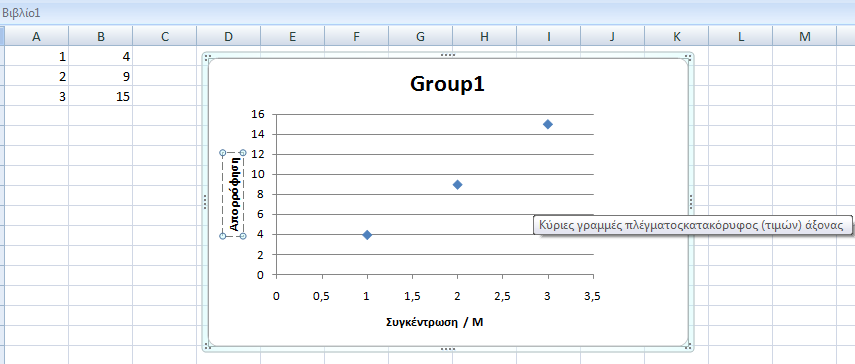 Βιβλίο1
A B C D E F G H I J K L M
1 4
2 9
3 15
Group1
16
14
12
10
8
6
4
2
0
Απορρόφηση
Κύριες γραμμές πλέγματοςκατακόρυφος (τιμών) άξονας
0 0,5 1 1,5 2 2,5 3 3,5
Συγκέντρωση / M